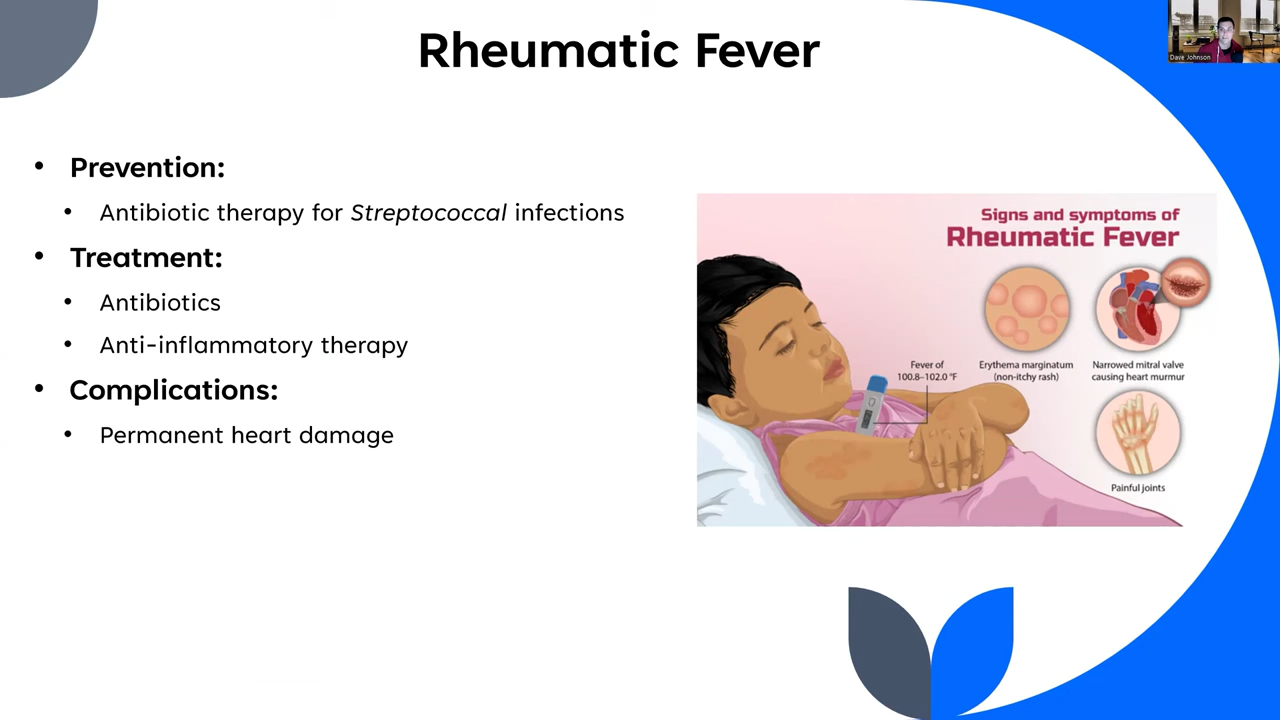 Rheumatic Fever
Dave Johnson
• Prevention:
• Antibiotic therapy for Streptococcal infections
• Treatment:
• Antibiotics
• Anti-inflammatory therapy
• Complications:
• Permanent heart damage
Signs and symptoms of
Rheumatic Fever
Fever of
100.8–102.0 °F
Erythema marginatum
(non-itchy rash)
Narrowed mitral valve
causing heart murmur
Painful joints